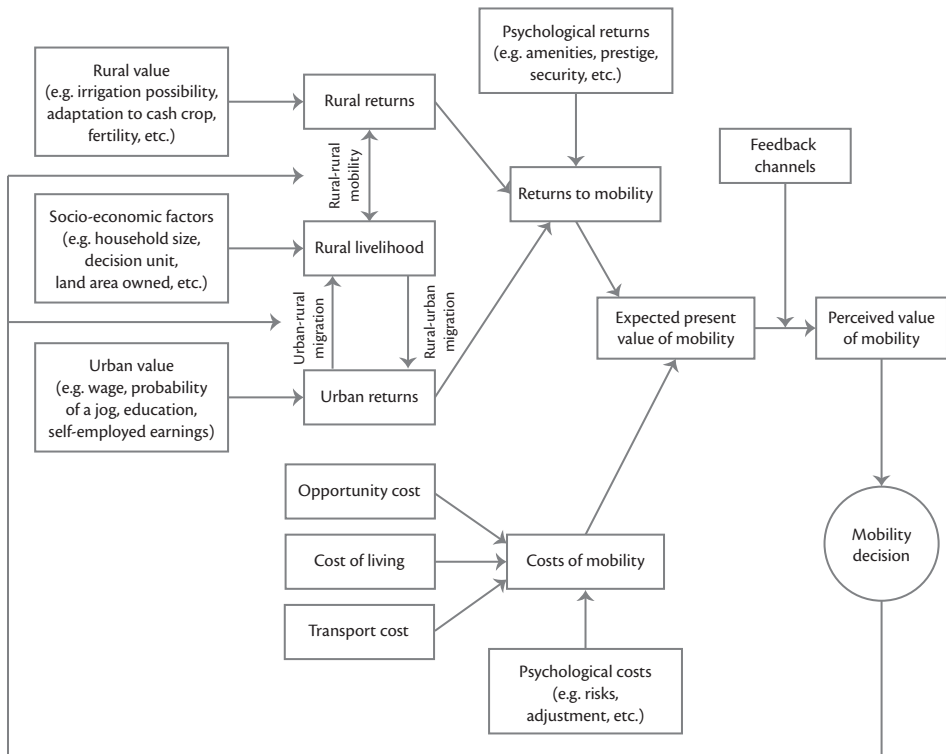 Psychological returns
(e.g. amenities, prestige,
security, etc.)
Rural value
(e.g. irrigation possibility,
adaptation to cash crop,
fertility, etc.)
Rural returns
Feedback
channels
Rural-rural
mobility
Returns to mobility
Socio-economic factors
(e.g. household size,
decision unit,
land area owned, etc.)
Rural livelihood
Urban-rural
migration
Rural-urban
migration
Expected present
value of mobility
Perceived value
of mobility
Urban value
(e.g. wage, probability
of a jog, education,
self-employed earnings)
Urban returns
Opportunity cost
Cost of living
Costs of mobility
Mobility
decision
Transport cost
Psychological costs
(e.g. risks,
adjustment, etc.)